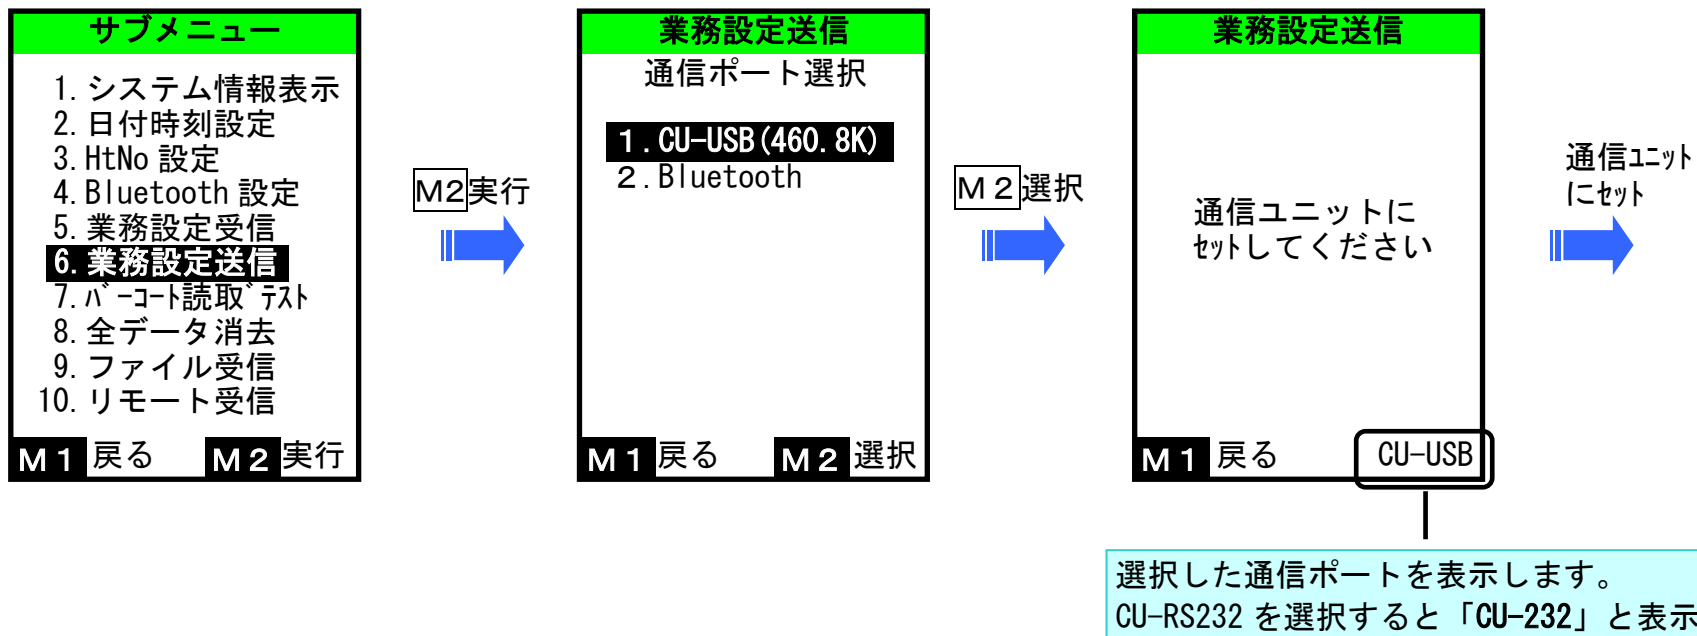 サブメニュー
1. システム情報表示
2. 日付時刻設定
3. HtNo 設定
4. Bluetooth 設定
5. 業務設定受信
6. 業務設定送信
7. ﾊﾞｰｺｰﾄ読取ﾞﾃｽﾄ
8. 全データ消去
9. ファイル受信
10. リモート受信
M1 戻る M2 実行
M2実行
業務設定送信
通信ポート選択
1.CU-USB(460.8K)
2.Bluetooth
M1 戻る M2 選択
M2選択
業務設定送信
通信ユニットに
ｾｯﾄしてください
M1 戻る CU-USB
通信ﾕﾆｯﾄ
にｾｯﾄ
選択した通信ポートを表示します。
CU-RS232 を選択すると「CU-232」と表示